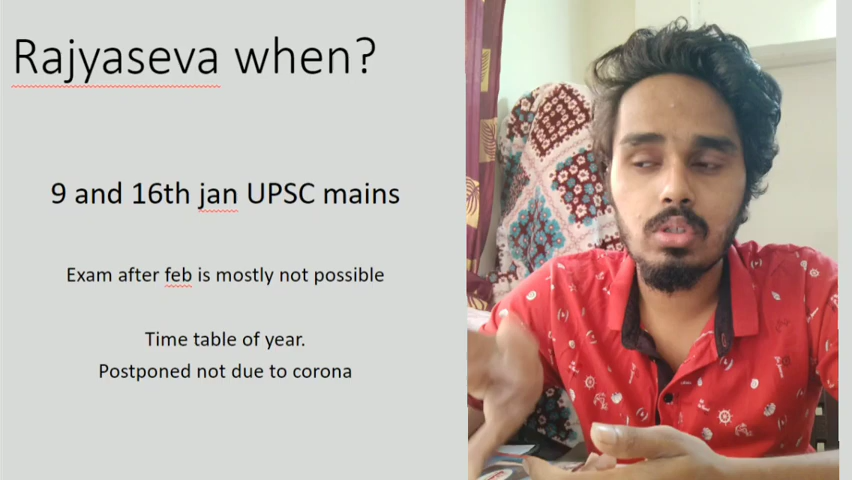 Rajyaseva when?
9 and 16th jan UPSC mains
Exam after feb is mostly not possible
Time table of year.
Postponed not due to corona